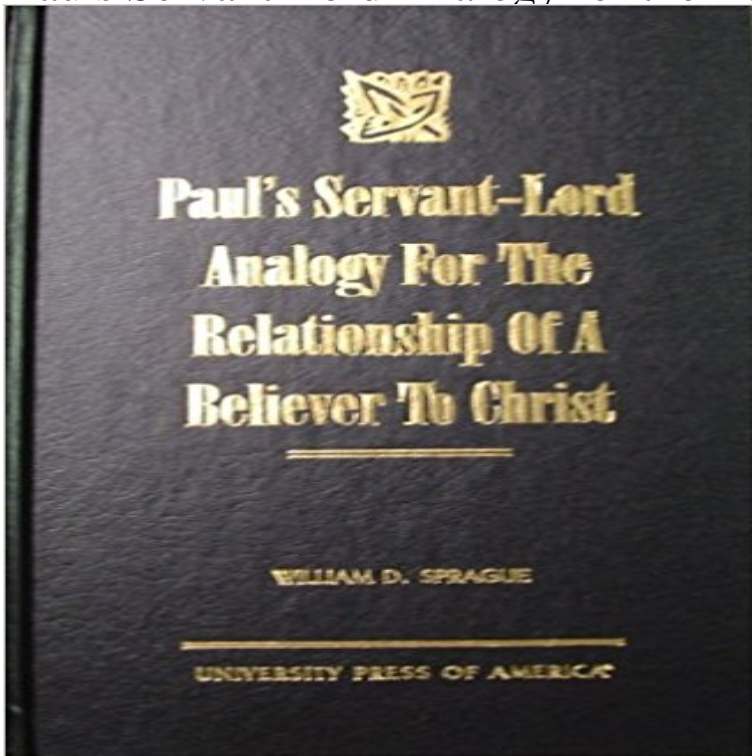 Paul's Servant-Lord
Analogy For The
Relationship Of A
Believer To Christ
WILLIAM D. SPRAGUE
UNIVERSITY PRESS OF AMERICA®